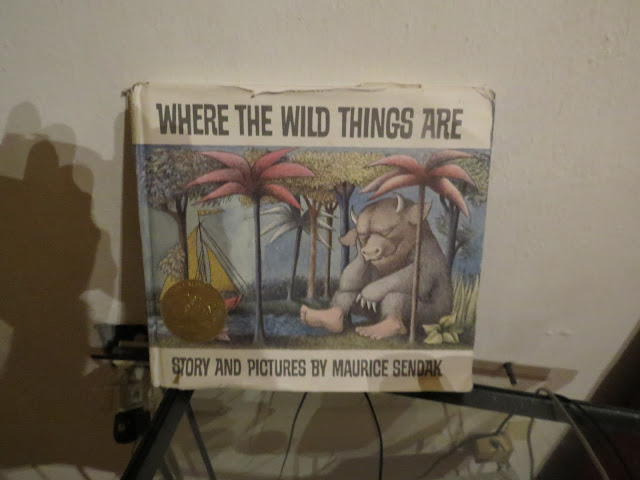 WHERE THE WILD THINGS ARE
STORY AND PICTURES BY MAURICE SENDAK